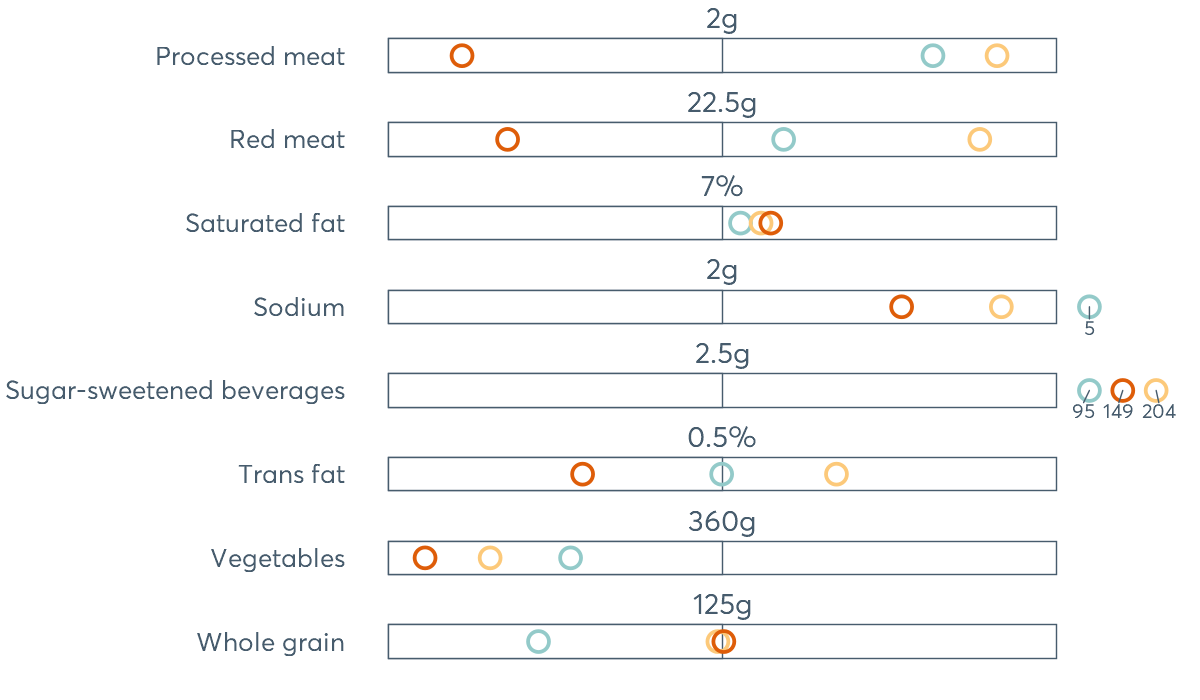 2g
Processed meat
22.5g
Red meat
7%
Saturated fat
2g
Sodium
5
2.5g
Sugar-sweetened beverages
95 149 204
0.5%
Trans fat
360g
Vegetables
125g
Whole grain